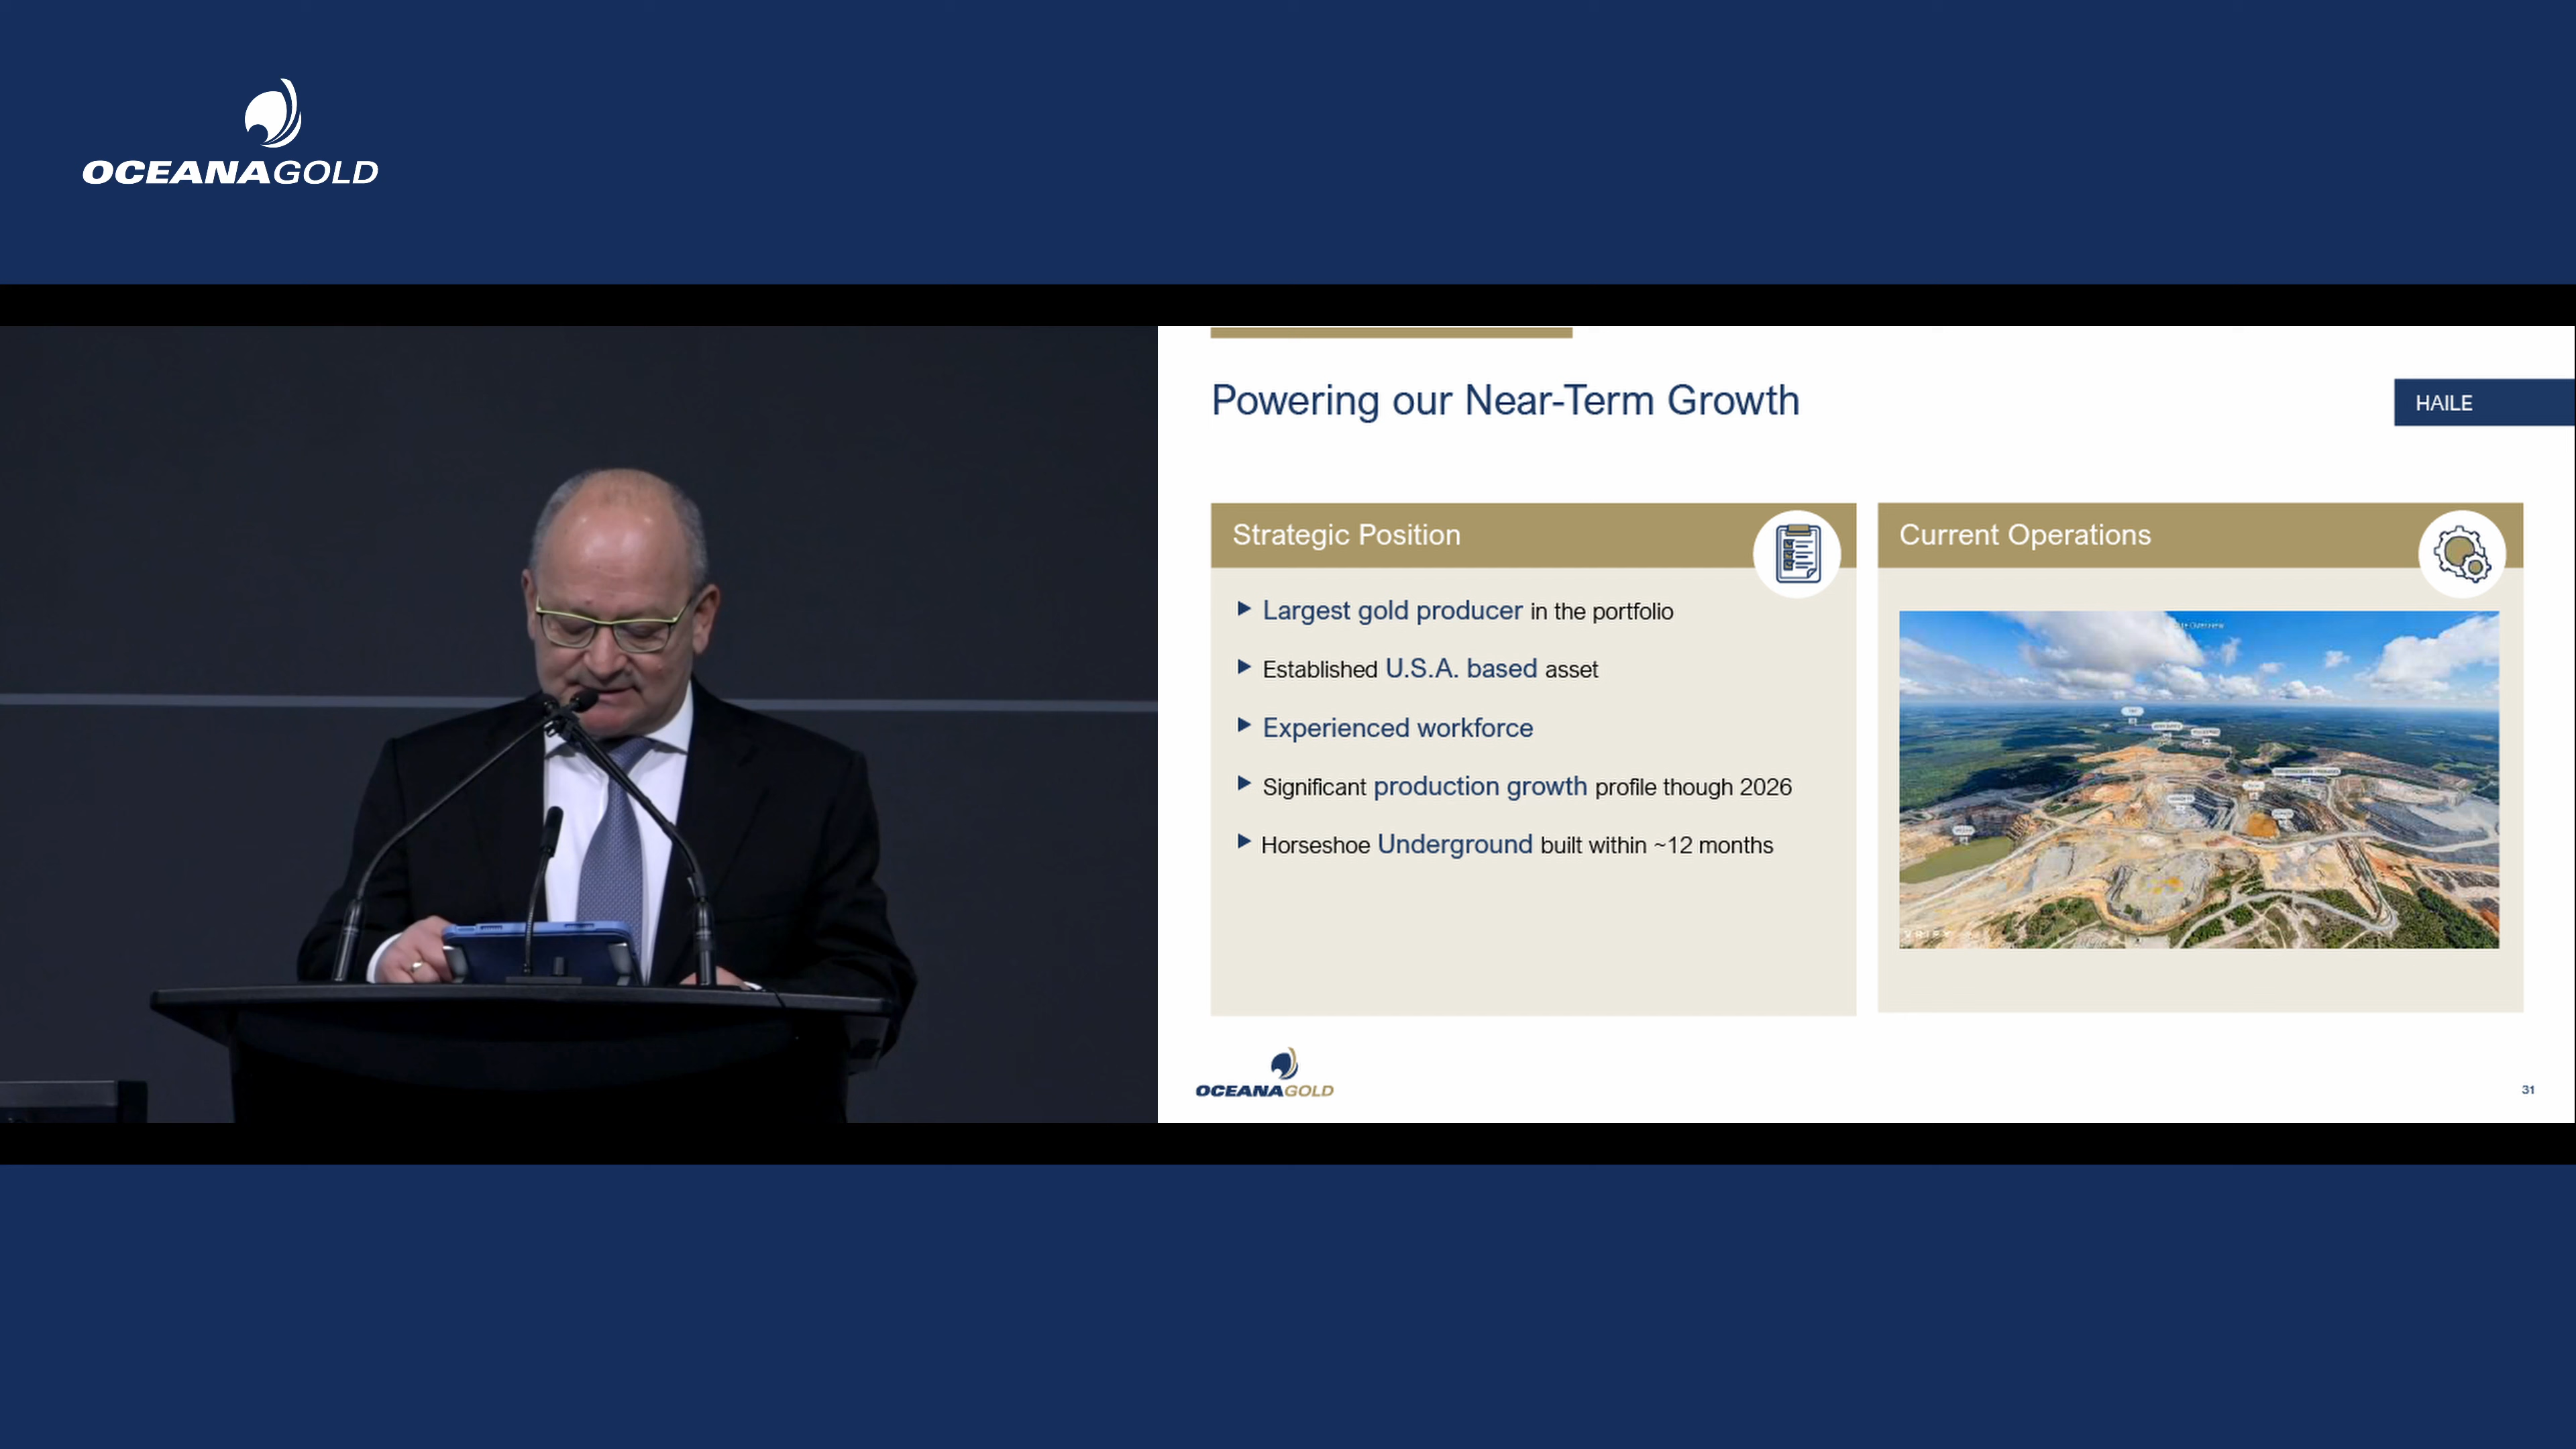 OCEANAGOLD
Powering our Near-Term Growth
HAILE
Strategic Position
Largest gold producer in the portfolio
Established U.S.A. based asset
Experienced workforce
Significant production growth profile though 2026
Horseshoe Underground built within ~12 months
Current Operations
VRIFY
OCEANAGOLD
31